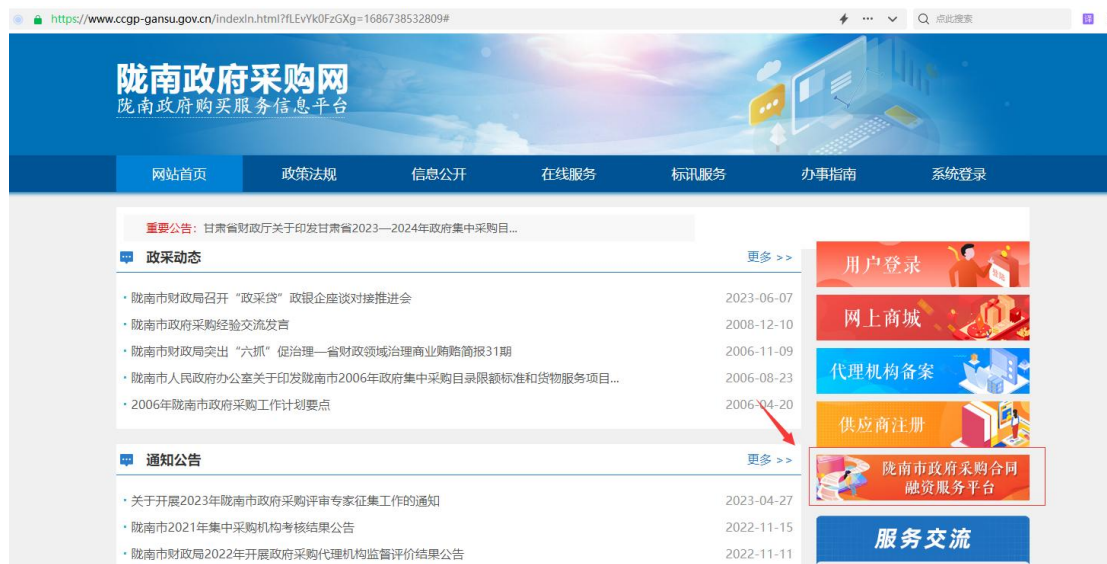 https://www.ccgp-gansu.gov.cn/indexIn.html?fLEvYk0FzGXg=1686738532809#
点此搜索
陇南政府采购网
陇南政府购买服务信息平台
网站首页 政策法规 信息公开 在线服务 标讯服务 办事指南 系统登录
重要公告：甘肃省财政厅关于印发甘肃省2023—2024年政府集中采购目...
政采动态 更多 >>
陇南市财政局召开“政采贷”政银企座谈对接推进会 2023-06-07
陇南市政府采购经验交流发言 2008-12-10
陇南市财政局突出“六抓”促治理—省财政领域治理商业贿赂简报31期 2006-11-09
陇南市人民政府办公室关于印发陇南市2006年政府集中采购目录限额标准和货物服务项目... 2006-08-23
2006年陇南市政府采购工作计划要点 2006-04-20
通知公告 更多 >>
关于开展2023年陇南市政府采购评审专家征集工作的通知 2023-04-27
陇南市2021年集中采购机构考核结果公告 2022-11-15
陇南市财政局2022年开展政府采购代理机构监督评价结果公告 2022-11-11
用户登录
网上商城
代理机构备案
供应商注册
陇南市政府采购合同
融资服务平台
服务交流